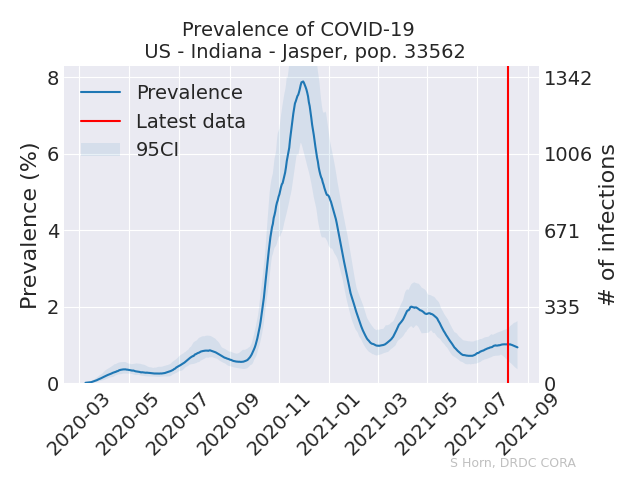 Prevalence of COVID-19
US - Indiana - Jasper, pop. 33562
Prevalence (%)
8
6
4
2
0
Prevalence
Latest data
95CI
1342
1006
671
335
0
# of infections
2020-03
2020-05
2020-07
2020-09
2020-11
2021-01
2021-03
2021-05
2021-07
2021-09
S Horn, DRDC CORA